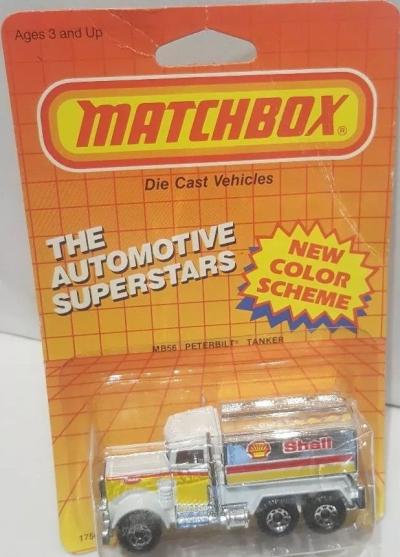 Ages 3 and Up
MATCHBOX®
Die Cast Vehicles
THE
AUTOMOTIVE
SUPERSTARS
NEW
COLOR
SCHEME
MB56 PETERBILT® TANKER
Shell